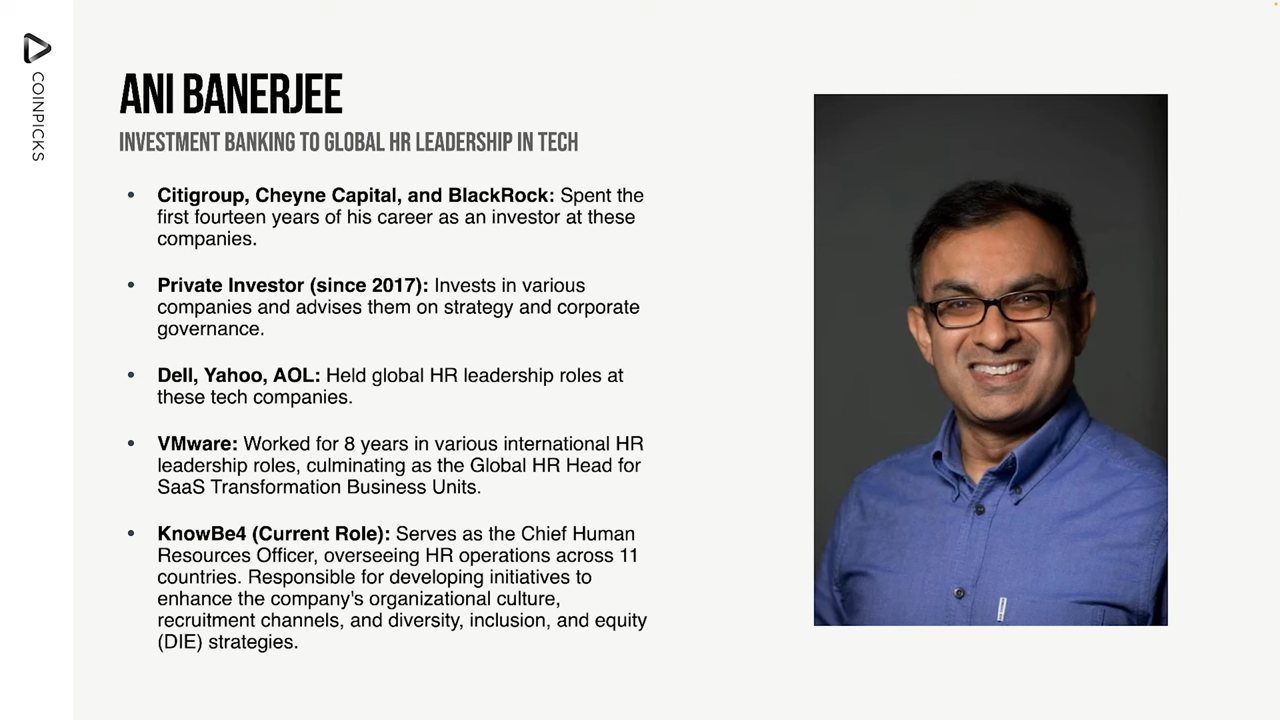 COINPICKS
ANI BANERJEE
INVESTMENT BANKING TO GLOBAL HR LEADERSHIP IN TECH
• Citigroup, Cheyne Capital, and BlackRock: Spent the
first fourteen years of his career as an investor at these
companies.
• Private Investor (since 2017): Invests in various
companies and advises them on strategy and corporate
governance.
• Dell, Yahoo, AOL: Held global HR leadership roles at
these tech companies.
• VMware: Worked for 8 years in various international HR
leadership roles, culminating as the Global HR Head for
SaaS Transformation Business Units.
• KnowBe4 (Current Role): Serves as the Chief Human
Resources Officer, overseeing HR operations across 11
countries. Responsible for developing initiatives to
enhance the company's organizational culture,
recruitment channels, and diversity, inclusion, and equity
(DIE) strategies.